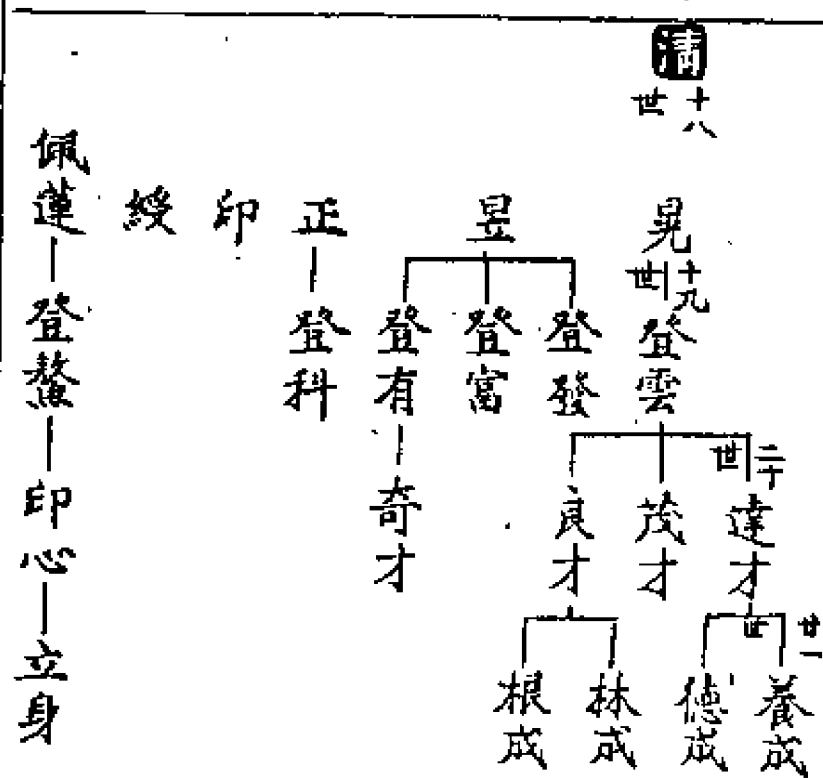 清
十八世
晃
昱
正
印
綬
佩蓮
十九世
登雲
登發
登富
登有
登科
登鰲
二十世
達才
茂才
良才
奇才
印心
廿一世
養成
德成
林成
根成
立身